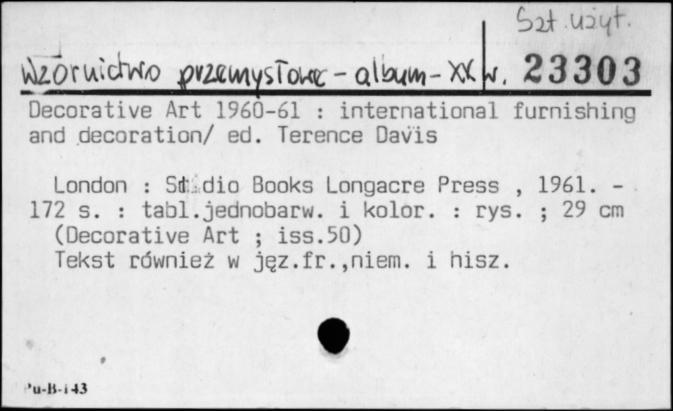 Szt. użyt.
Wzornictwo przemysłowe - album - XX w. 23303
Decorative Art 1960-61 : international furnishing
and decoration/ ed. Terence Davis
London : Studio Books Longacre Press , 1961. -
172 s. : tabl.jednobarw. i kolor. : rys. ; 29 cm
(Decorative Art ; iss.50)
Tekst również w jęz.fr.,niem. i hisz.
Pu-B-143